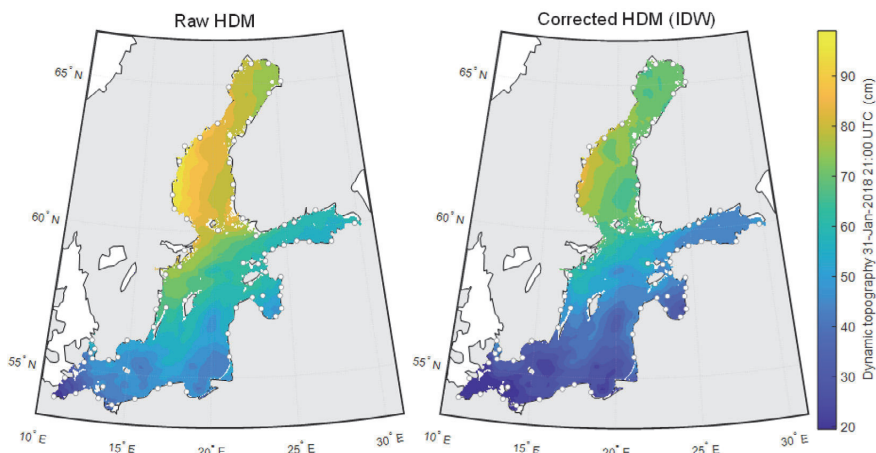 Raw HDM
Corrected HDM (IDW)
65° N
60° N
55° N
10° E
15° E
20° E
25° E
30° E
65° N
60° N
55° N
10° E
15° E
20° E
25° E
30° E
90
80
70
60
50
40
30
20
Dynamic topography 31-Jan-2018 21:00 UTC (cm)